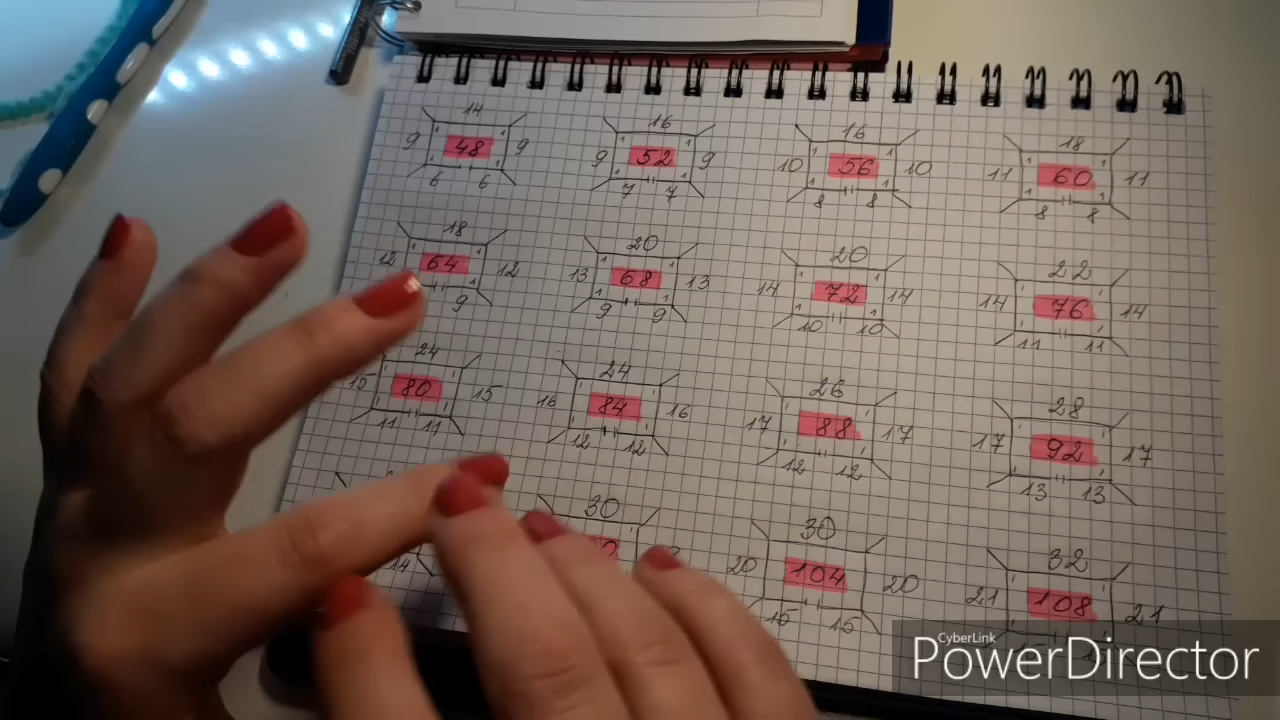 14 16 16 18
9 48 9 9 52 9 10 56 10 11 60 11
6 6 7 7 8 8 8 8
18 20 20 22
12 64 12 13 68 13 14 72 14 14 76 14
9 9 9 10 10 11 11
24 24 26 28
15 80 15 16 84 16 17 88 17 17 92 17
11 11 12 12 12 12 13 13
30 30 32
20 104 20 21 108 21
14 15 15
CyberLink
PowerDirector